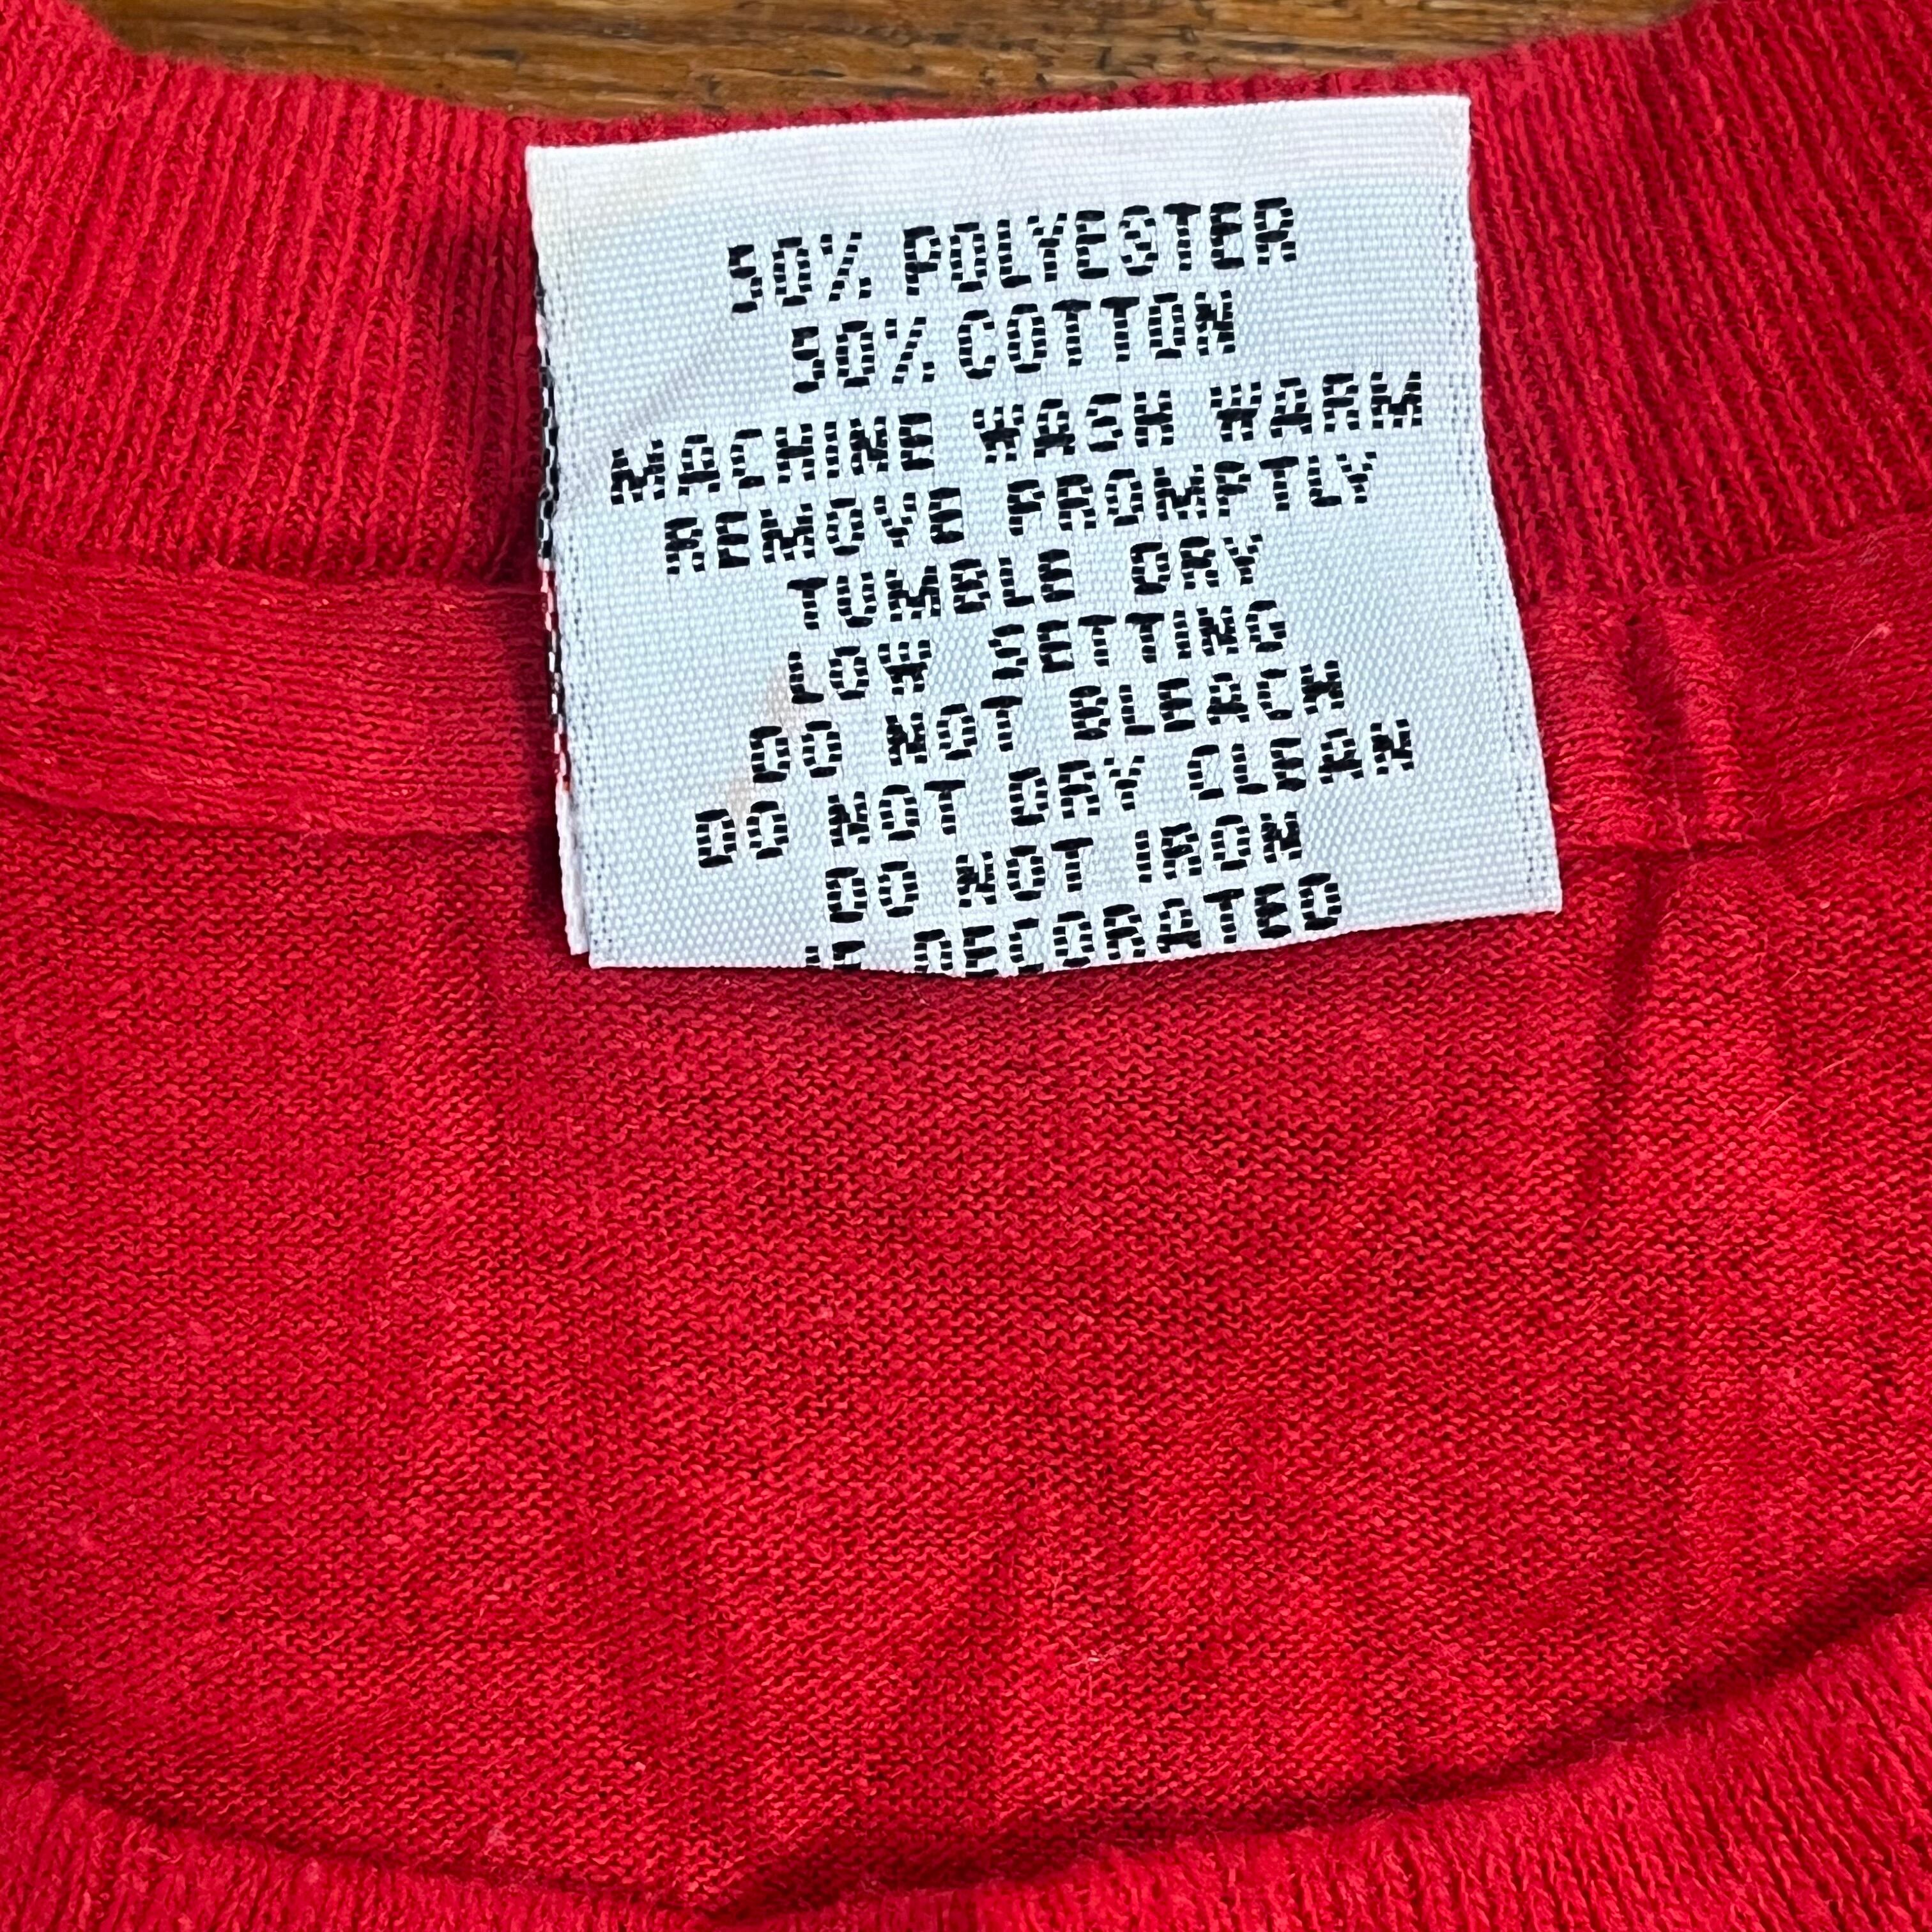 50% POLYESTER
50% COTTON
MACHINE WASH WARM
REMOVE PROMPTLY
TUMBLE DRY
LOW SETTING
DO NOT BLEACH
DO NOT DRY CLEAN
DO NOT IRON
IF DECORATED